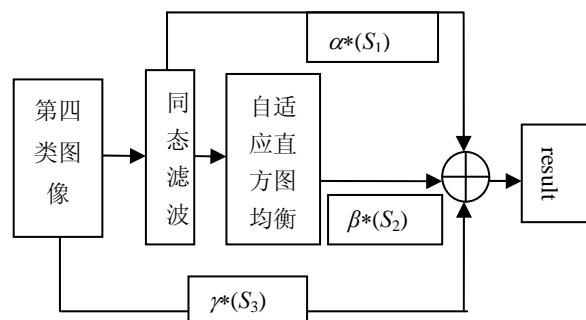 α*(S₁)
第四
类图
像
同
态
滤
波
自适
应直
方图
均衡
β*(S₂)
result
γ*(S₃)